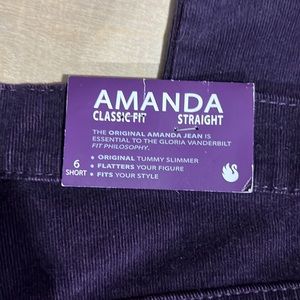 AMANDA
CLASSIC FIT STRAIGHT
THE ORIGINAL AMANDA JEAN IS
ESSENTIAL TO THE GLORIA VANDERBILT
FIT PHILOSOPHY.
• ORIGINAL TUMMY SLIMMER
• FLATTERS YOUR FIGURE
• FITS YOUR STYLE
6
SHORT